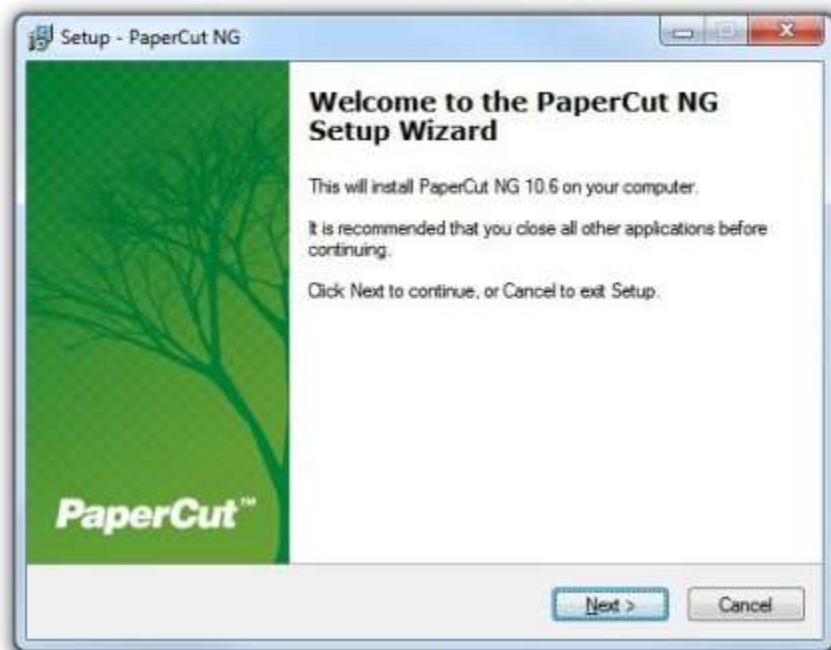 Setup - PaperCut NG
Welcome to the PaperCut NG
Setup Wizard
This will install PaperCut NG 10.6 on your computer.
It is recommended that you close all other applications before
continuing.
Click Next to continue, or Cancel to exit Setup.
PaperCut™
Next >
Cancel